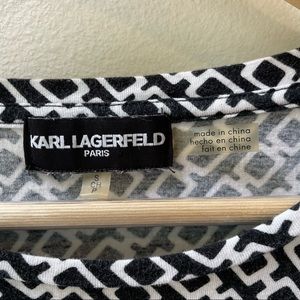 KARL LAGERFELD
PARIS
made in china
hecho en china
fait en chine